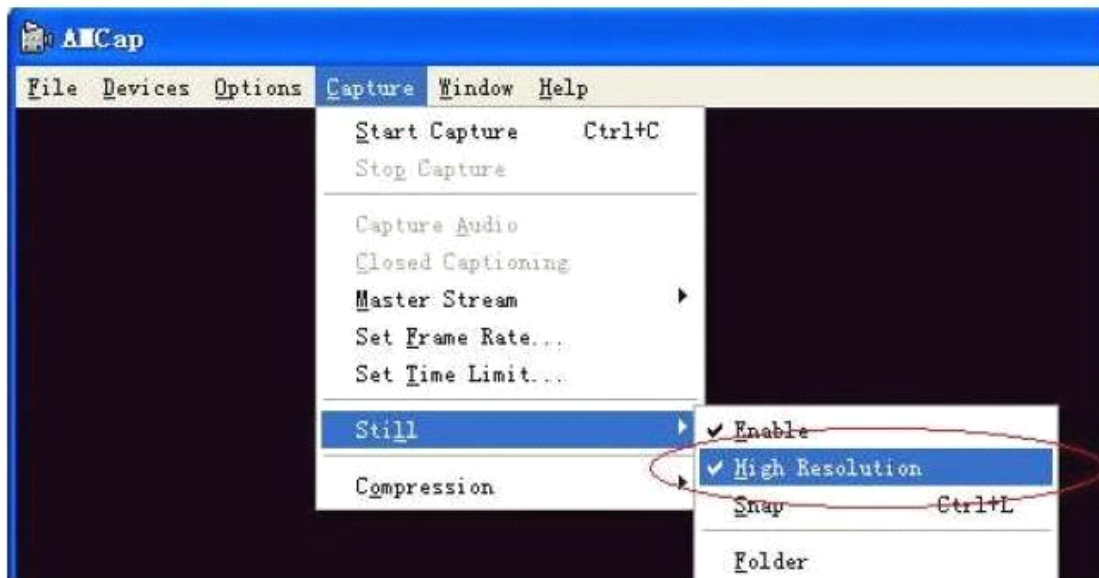 AMCap
File Devices Options Capture Window Help
Start Capture Ctrl+C
Stop Capture
Capture Audio
Closed Captioning
Master Stream
Set Frame Rate...
Set Time Limit...
Still
Compression
Enable
High Resolution
Snap Ctrl+L
Folder